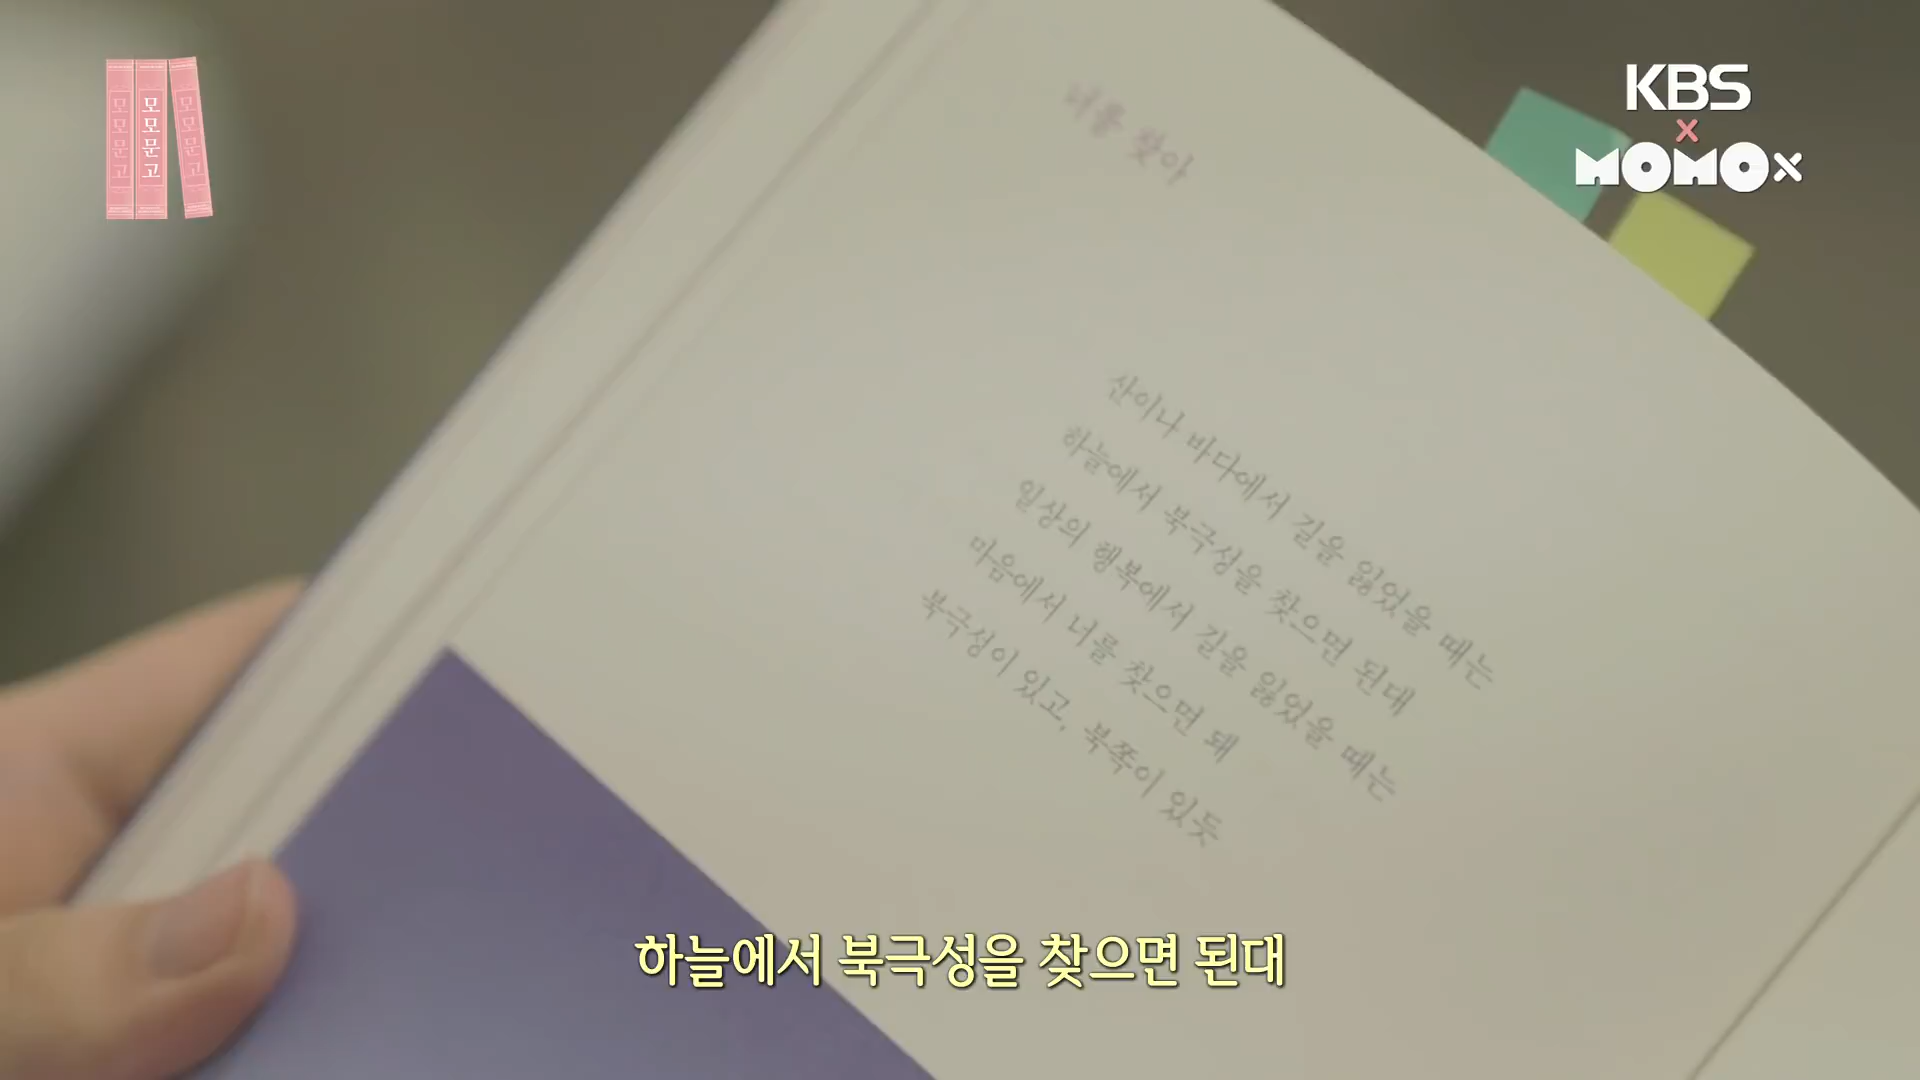 모모문고
모모문고
모모문고
KBS
x
MOMOx
너를 찾아
산이나 바다에서 길을 잃었을 때는
하늘에서 북극성을 찾으면 된대
일상의 행복에서 길을 잃었을 때는
마음에서 너를 찾으면 돼
북극성이 있고, 북쪽이 있듯
하늘에서 북극성을 찾으면 된대